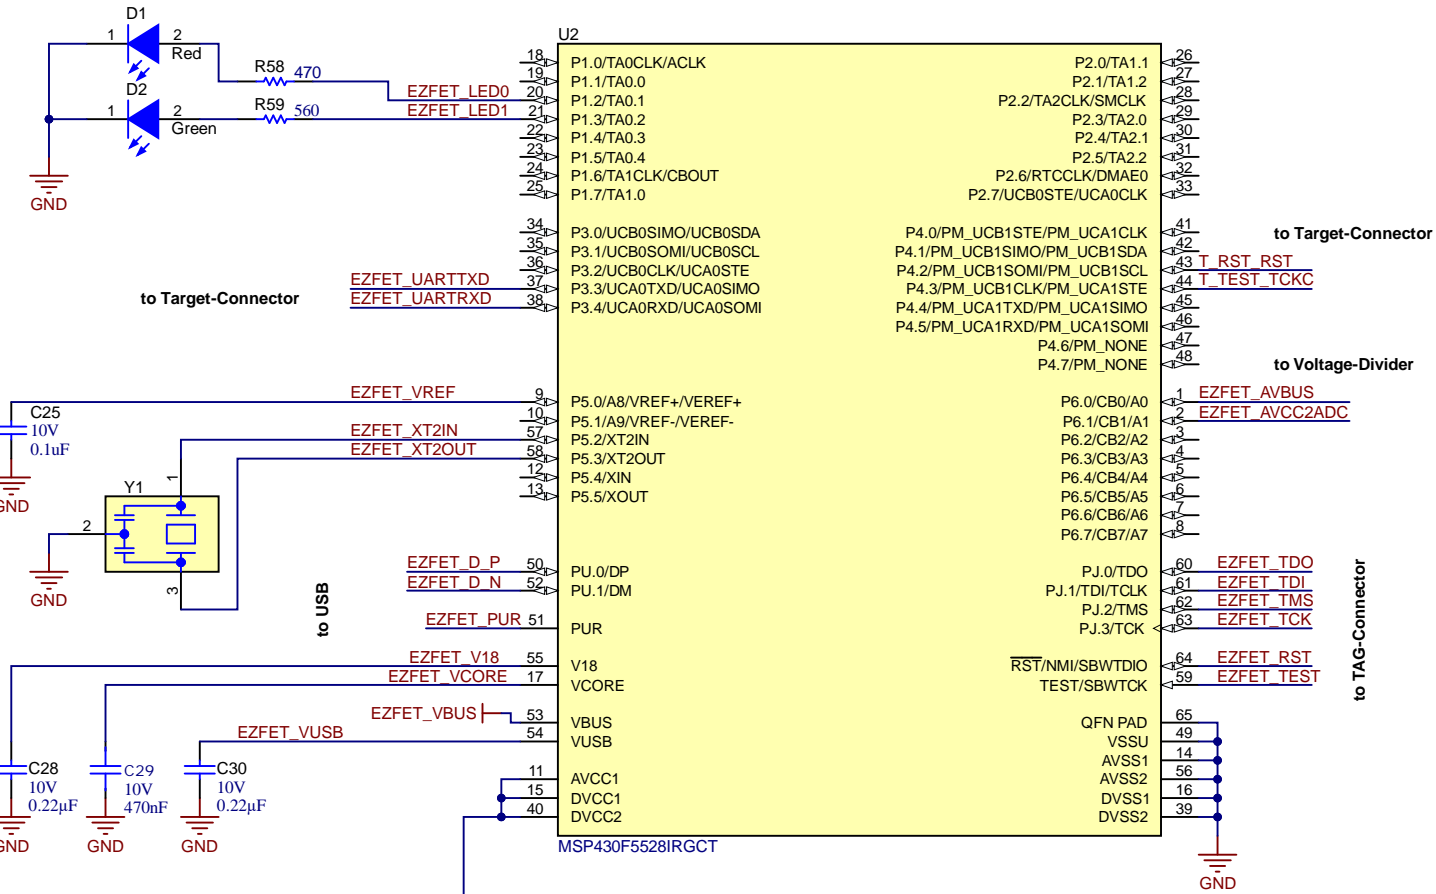 D1
1
2
Red
R58
470
D2
1
2
Green
R59
560
GND
EZFET_LED0
EZFET_LED1
U2
18 P1.0/TA0CLK/ACLK
19 P1.1/TA0.0
20 P1.2/TA0.1
21 P1.3/TA0.2
22 P1.4/TA0.3
23 P1.5/TA0.4
24 P1.6/TA1CLK/CBOUT
25 P1.7/TA1.0
P2.0/TA1.1 26
P2.1/TA1.2 27
P2.2/TA2CLK/SMCLK 28
P2.3/TA2.0 29
P2.4/TA2.1 30
P2.5/TA2.2 31
P2.6/RTCCLK/DMAE0 32
P2.7/UCB0STE/UCA0CLK 33
34 P3.0/UCB0SIMO/UCB0SDA
35 P3.1/UCB0SOMI/UCB0SCL
36 P3.2/UCB0CLK/UCA0STE
EZFET_UARTTXD 37 P3.3/UCA0TXD/UCA0SIMO
to Target-Connector
EZFET_UARTRXD 38 P3.4/UCA0RXD/UCA0SOMI
P4.0/PM_UCB1STE/PM_UCA1CLK 41
to Target-Connector
P4.1/PM_UCB1SIMO/PM_UCB1SDA 42
P4.2/PM_UCB1SOMI/PM_UCB1SCL 43 T_RST_RST
P4.3/PM_UCB1CLK/PM_UCA1STE 44 T_TEST_TCKC
P4.4/PM_UCA1TXD/PM_UCA1SIMO 45
P4.5/PM_UCA1RXD/PM_UCA1SOMI 46
P4.6/PM_NONE 47
P4.7/PM_NONE 48
to Voltage-Divider
EZFET_VREF 9 P5.0/A8/VREF+/VEREF+
10 P5.1/A9/VREF-/VEREF-
EZFET_XT2IN 57 P5.2/XT2IN
EZFET_XT2OUT 58 P5.3/XT2OUT
12 P5.4/XIN
13 P5.5/XOUT
C25
10V
0.1uF
GND
Y1
1
2
3
GND
P6.0/CB0/A0 1 EZFET_AVBUS
P6.1/CB1/A1 2 EZFET_AVCC2ADC
P6.2/CB2/A2 3
P6.3/CB3/A3 4
P6.4/CB4/A4 5
P6.5/CB5/A5 6
P6.6/CB6/A6 7
P6.7/CB7/A7 8
EZFET_D_P 50 PU.0/DP
EZFET_D_N 52 PU.1/DM
to USB
EZFET_PUR 51 PUR
PJ.0/TDO 60 EZFET_TDO
PJ.1/TDI/TCLK 61 EZFET_TDI
PJ.2/TMS 62 EZFET_TMS
PJ.3/TCK 63 EZFET_TCK
RST/NMI/SBWTDIO 64 EZFET_RST
TEST/SBWTCK 59 EZFET_TEST
to TAG-Connector
EZFET_V18 55 V18
EZFET_VCORE 17 VCORE
EZFET_VBUS 53 VBUS
EZFET_VUSB 54 VUSB
11 AVCC1
15 DVCC1
40 DVCC2
QFN PAD 65
VSSU 49
AVSS1 14
AVSS2 56
DVSS1 16
DVSS2 39
GND
C28
10V
0.22µF
GND
C29
10V
470nF
GND
C30
10V
0.22µF
GND
MSP430F5528IRGCT